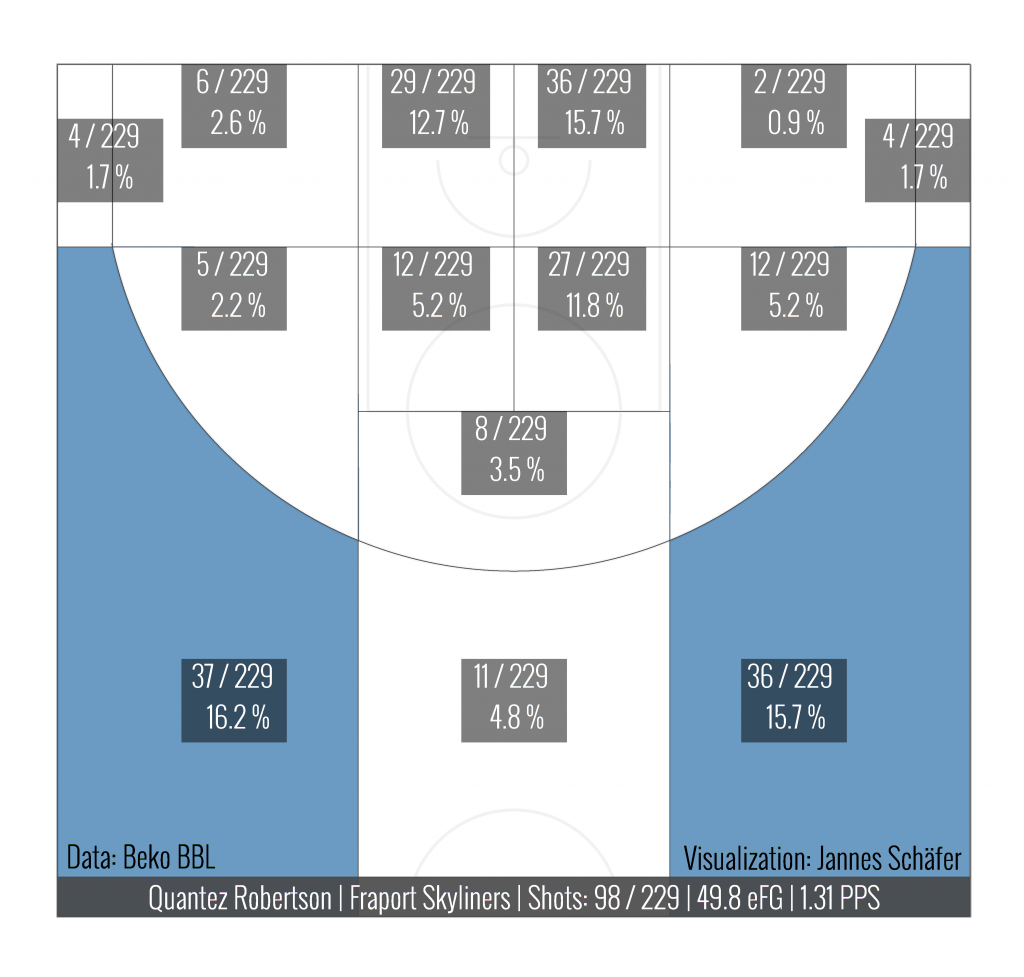 6 / 229
2.6 %
29 / 229
12.7 %
36 / 229
15.7 %
2 / 229
0.9 %
4 / 229
1.7 %
4 / 229
1.7 %
5 / 229
2.2 %
12 / 229
5.2 %
27 / 229
11.8 %
12 / 229
5.2 %
8 / 229
3.5 %
37 / 229
16.2 %
11 / 229
4.8 %
36 / 229
15.7 %
Data: Beko BBL
Visualization: Jannes Schäfer
Quantez Robertson | Fraport Skyliners | Shots: 98 / 229 | 49.8 eFG | 1.31 PPS